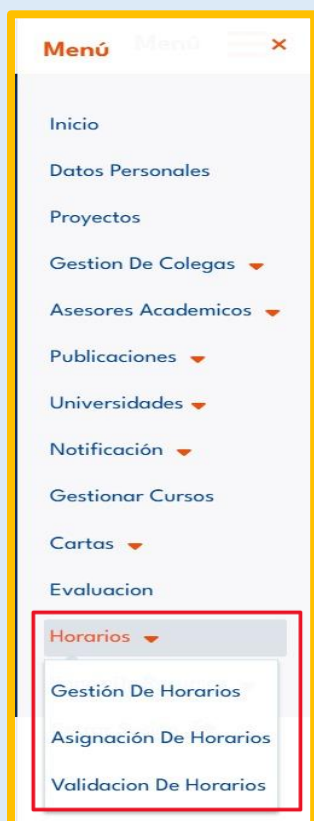 Menú Menú ×
Inicio
Datos Personales
Proyectos
Gestion De Colegas
Asesores Academicos
Publicaciones
Universidades
Notificación
Gestionar Cursos
Cartas
Evaluacion
Horarios
Gestión De Horarios
Asignación De Horarios
Validacion De Horarios